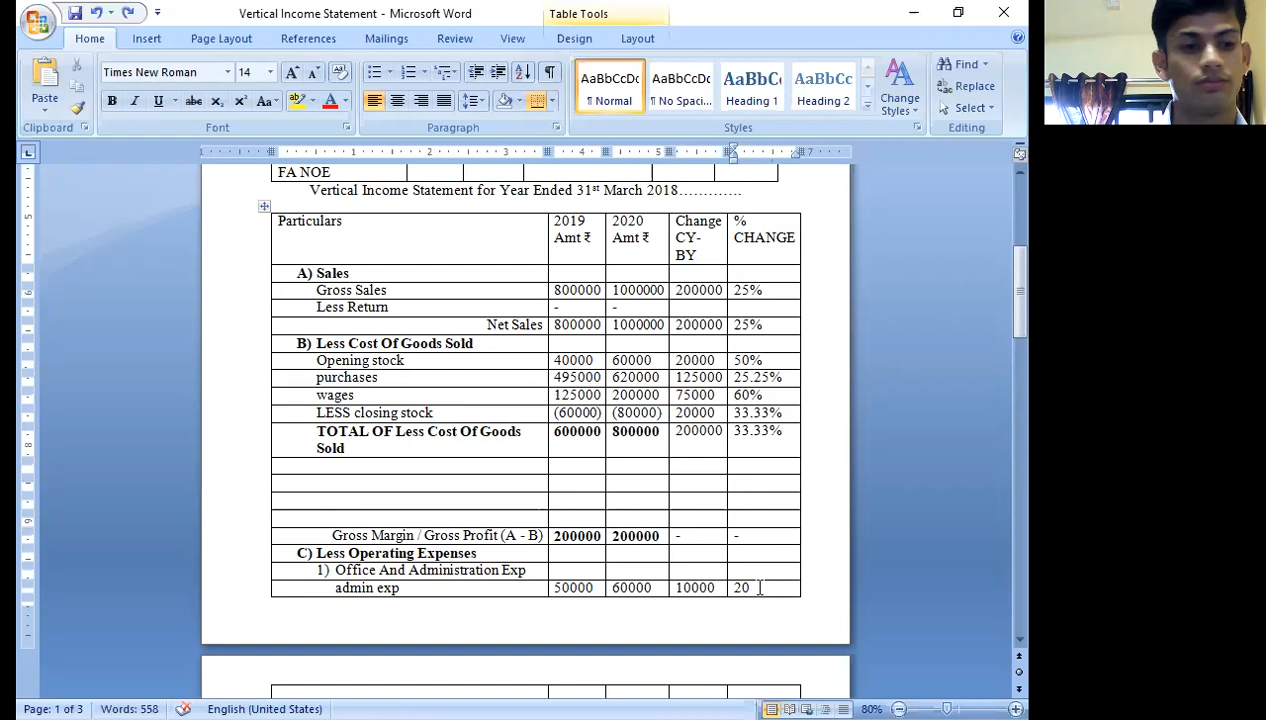 Vertical Income Statement - Microsoft Word
Table Tools
Home Insert Page Layout References Mailings Review View Design Layout
Paste
Times New Roman 14
AaBbCcDc AaBbCcDc AaBbC AaBbCc
¶ Normal ¶ No Spaci... Heading 1 Heading 2
Change Styles
Find
Replace
Select
Clipboard Font Paragraph Styles Editing
FA NOE
Vertical Income Statement for Year Ended 31st March 2018………….
Particulars 2019 Amt ₹ 2020 Amt ₹ Change CY-BY % CHANGE
A) Sales
Gross Sales 800000 1000000 200000 25%
Less Return - -
Net Sales 800000 1000000 200000 25%
B) Less Cost Of Goods Sold
Opening stock 40000 60000 20000 50%
purchases 495000 620000 125000 25.25%
wages 125000 200000 75000 60%
LESS closing stock (60000) (80000) 20000 33.33%
TOTAL OF Less Cost Of Goods Sold 600000 800000 200000 33.33%
Gross Margin / Gross Profit (A - B) 200000 200000 - -
C) Less Operating Expenses
1) Office And Administration Exp
admin exp 50000 60000 10000 20
Page: 1 of 3 Words: 558 English (United States) 80%